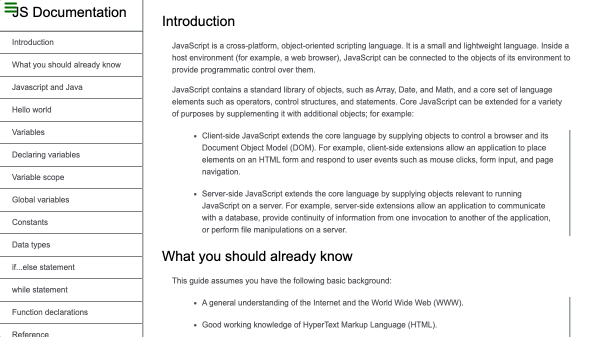 JS Documentation
Introduction
What you should already know
Javascript and Java
Hello world
Variables
Declaring variables
Variable scope
Global variables
Constants
Data types
if...else statement
while statement
Function declarations
Reference
Introduction
JavaScript is a cross-platform, object-oriented scripting language. It is a small and lightweight language. Inside a
host environment (for example, a web browser), JavaScript can be connected to the objects of its environment to
provide programmatic control over them.
JavaScript contains a standard library of objects, such as Array, Date, and Math, and a core set of language
elements such as operators, control structures, and statements. Core JavaScript can be extended for a variety
of purposes by supplementing it with additional objects; for example:
• Client-side JavaScript extends the core language by supplying objects to control a browser and its
Document Object Model (DOM). For example, client-side extensions allow an application to place
elements on an HTML form and respond to user events such as mouse clicks, form input, and page
navigation.
• Server-side JavaScript extends the core language by supplying objects relevant to running
JavaScript on a server. For example, server-side extensions allow an application to communicate
with a database, provide continuity of information from one invocation to another of the application,
or perform file manipulations on a server.
What you should already know
This guide assumes you have the following basic background:
• A general understanding of the Internet and the World Wide Web (WWW).
• Good working knowledge of HyperText Markup Language (HTML).